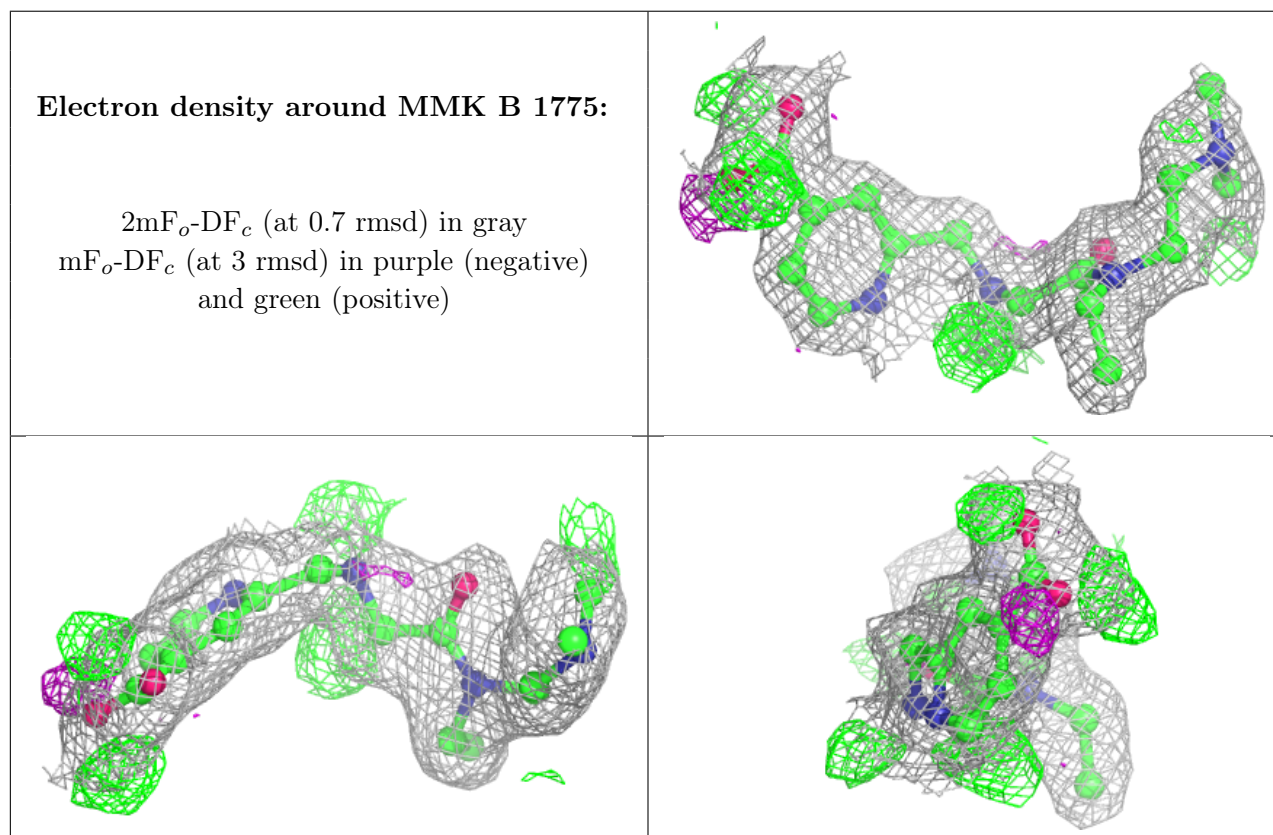 Electron density around MMK B 1775:
2mFo-DFc (at 0.7 rmsd) in gray
mFo-DFc (at 3 rmsd) in purple (negative)
and green (positive)